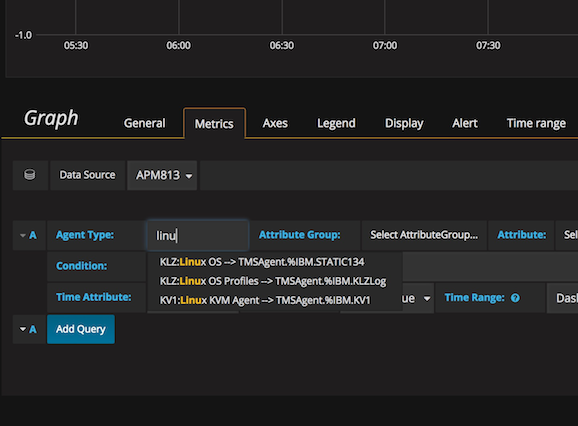 -1.0
05:30 06:00 06:30 07:00 07:30
Graph General Metrics Axes Legend Display Alert Time range
Data Source APM813
A Agent Type: linu Attribute Group: Select AttributeGroup... Attribute: Sel
KLZ:Linux OS --> TMSAgent.%IBM.STATIC134
Condition:
KLZ:Linux OS Profiles --> TMSAgent.%IBM.KLZLog
Time Attribute: KV1:Linux KVM Agent --> TMSAgent.%IBM.KV1 ue Time Range: Dash
A Add Query